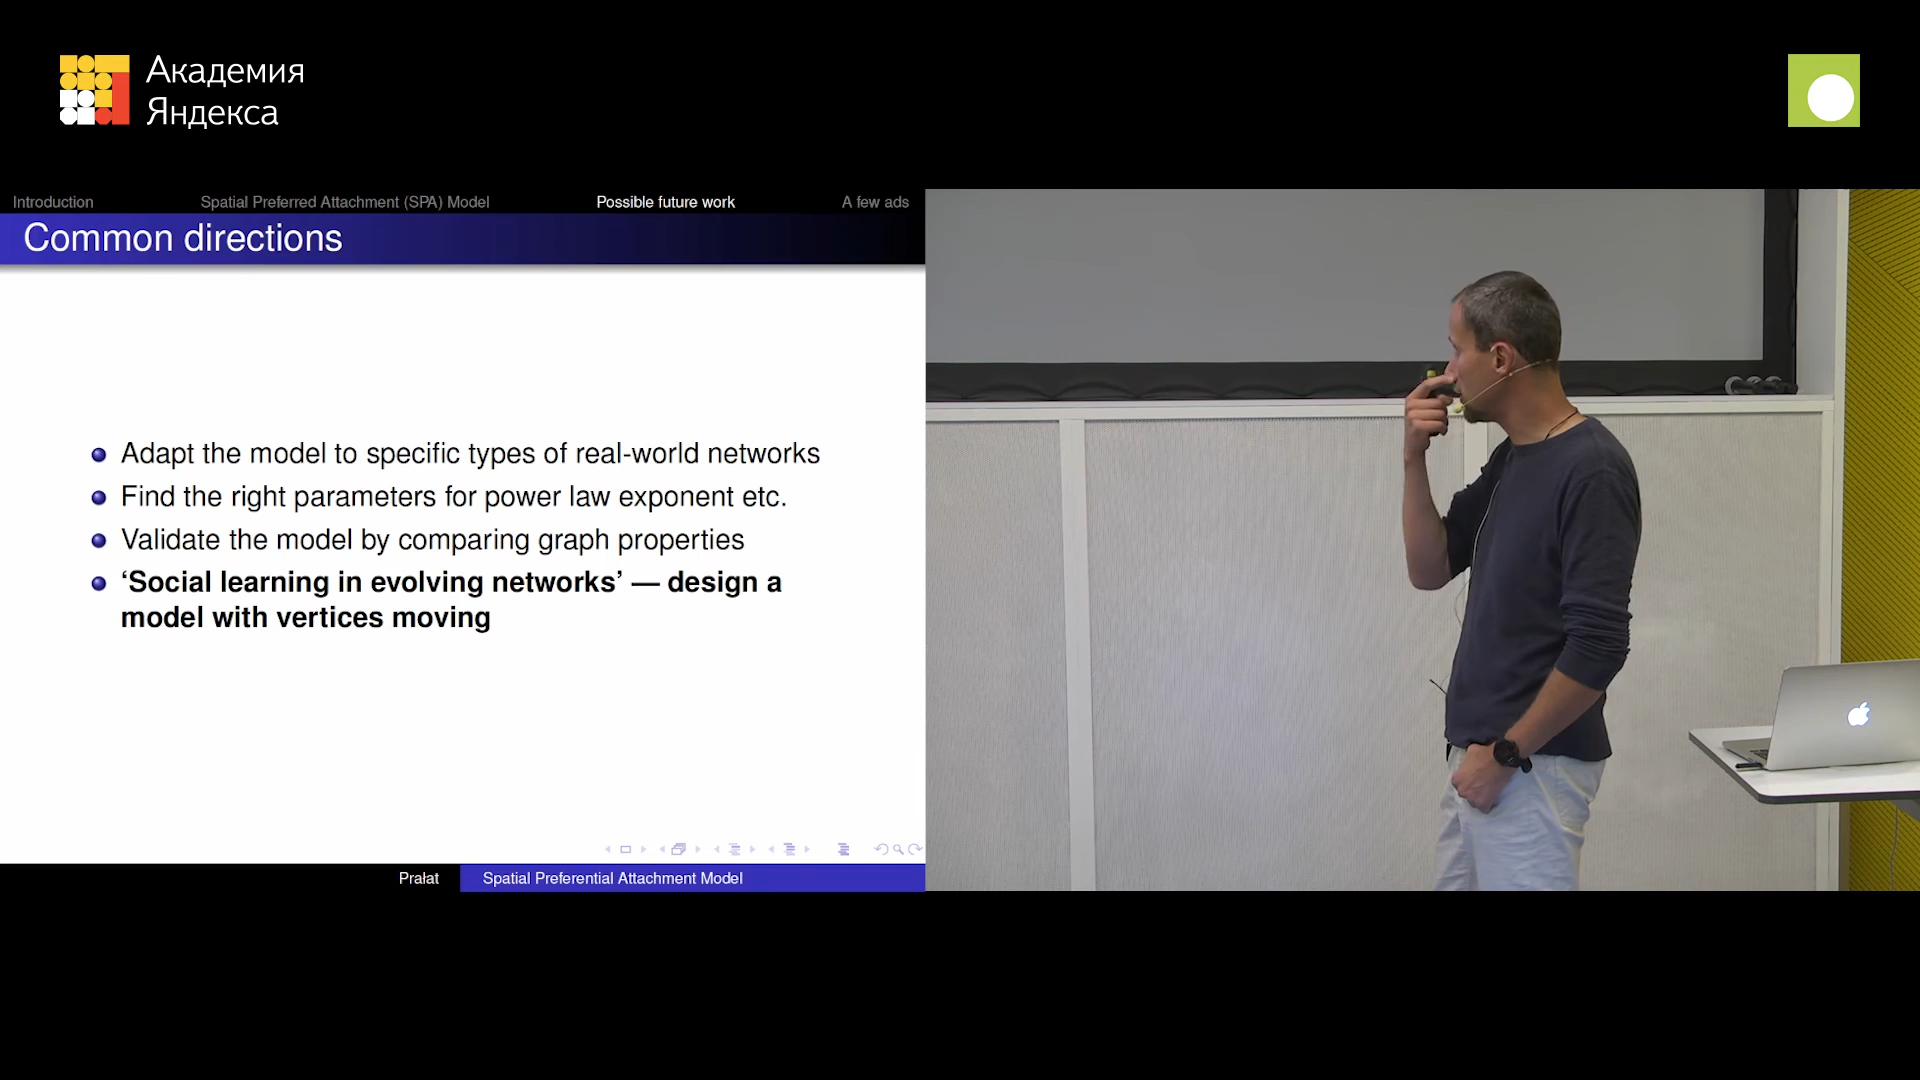 Академия
Яндекса
Introduction
Spatial Preferred Attachment (SPA) Model
Possible future work
A few ads
Common directions
Adapt the model to specific types of real-world networks
Find the right parameters for power law exponent etc.
Validate the model by comparing graph properties
‘Social learning in evolving networks’ — design a
model with vertices moving
Prałat
Spatial Preferential Attachment Model